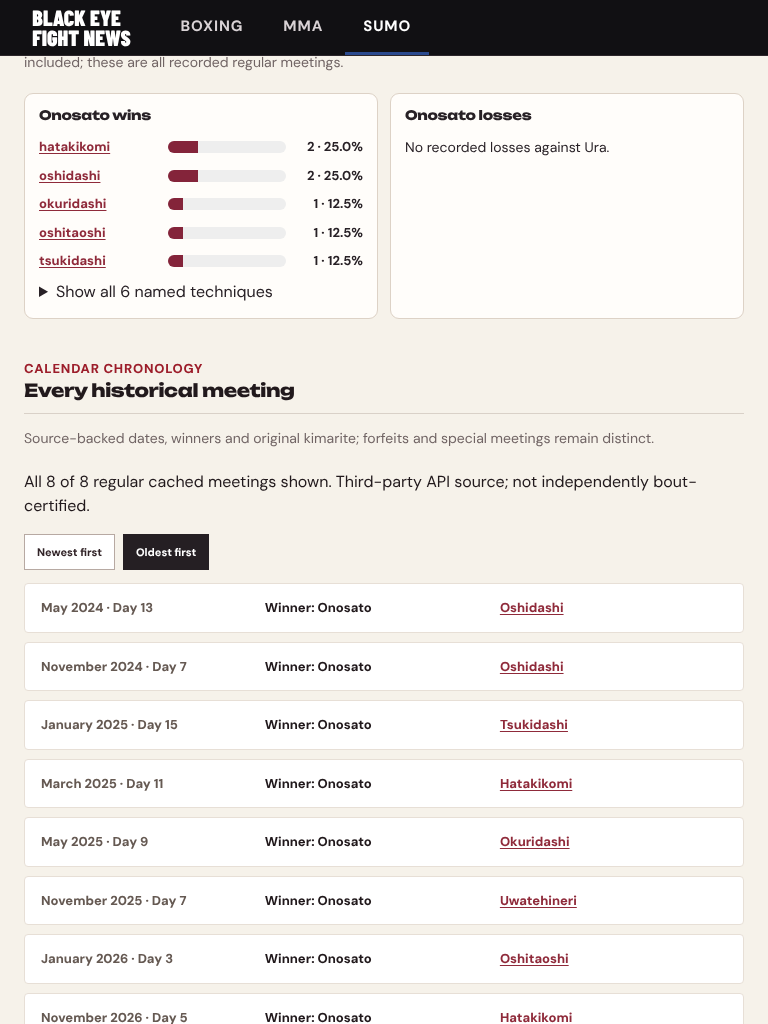 BLACK EYE
FIGHT NEWS
BOXING MMA SUMO
included; these are all recorded regular meetings.
Onosato wins
hatakikomi 2 · 25.0%
oshidashi 2 · 25.0%
okuridashi 1 · 12.5%
oshitaoshi 1 · 12.5%
tsukidashi 1 · 12.5%
Show all 6 named techniques
Onosato losses
No recorded losses against Ura.
CALENDAR CHRONOLOGY
Every historical meeting
Source-backed dates, winners and original kimarite; forfeits and special meetings remain distinct.
All 8 of 8 regular cached meetings shown. Third-party API source; not independently bout-
certified.
Newest first Oldest first
May 2024 · Day 13 Winner: Onosato Oshidashi
November 2024 · Day 7 Winner: Onosato Oshidashi
January 2025 · Day 15 Winner: Onosato Tsukidashi
March 2025 · Day 11 Winner: Onosato Hatakikomi
May 2025 · Day 9 Winner: Onosato Okuridashi
November 2025 · Day 7 Winner: Onosato Uwatehineri
January 2026 · Day 3 Winner: Onosato Oshitaoshi
November 2026 · Day 5 Winner: Onosato Hatakikomi